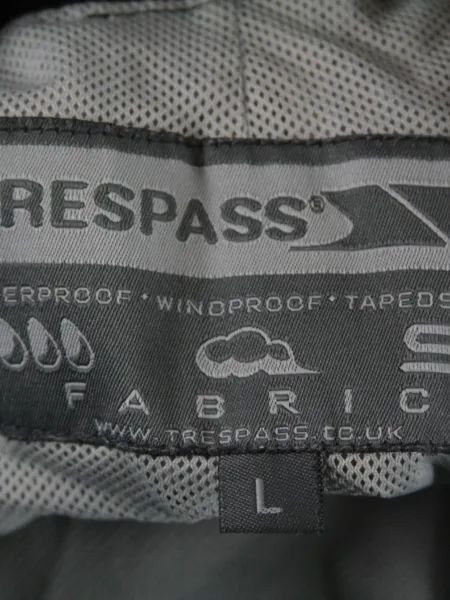 RESPASS®
ERPROOF · WINDPROOF · TAPEDS
FABRIC
WWW.TRESPASS.CO.UK
L